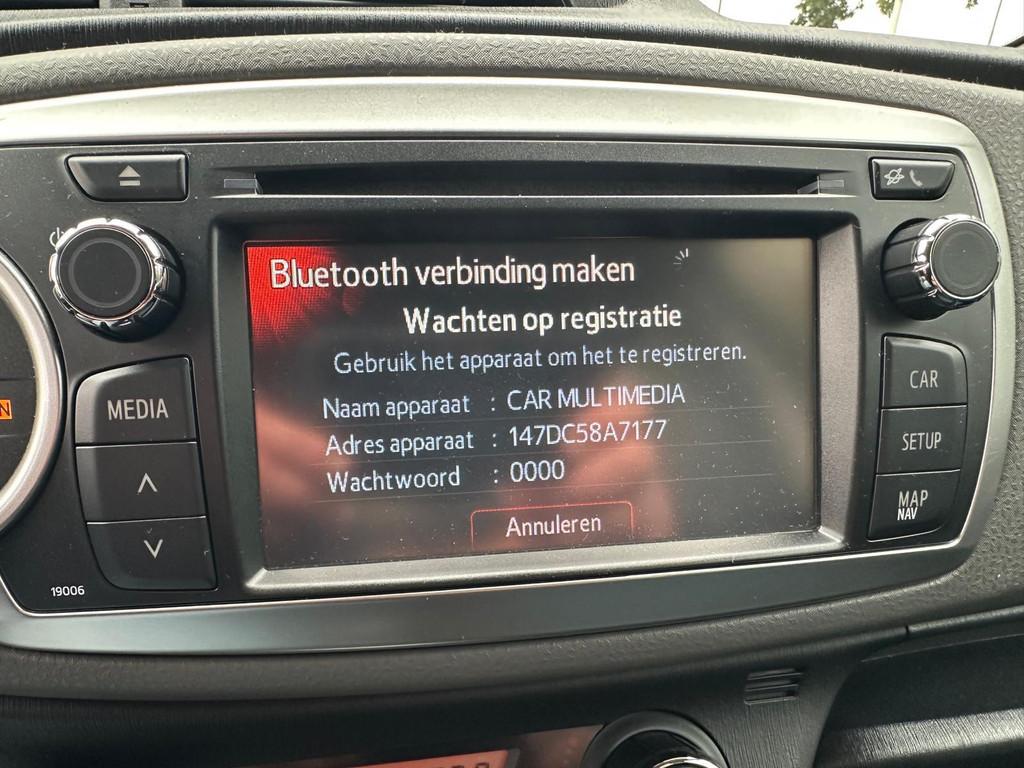 Bluetooth verbinding maken
Wachten op registratie
Gebruik het apparaat om het te registreren.
Naam apparaat : CAR MULTIMEDIA
Adres apparaat : 147DC58A7177
Wachtwoord : 0000
Annuleren
MEDIA
19006
CAR
SETUP
MAP
NAV